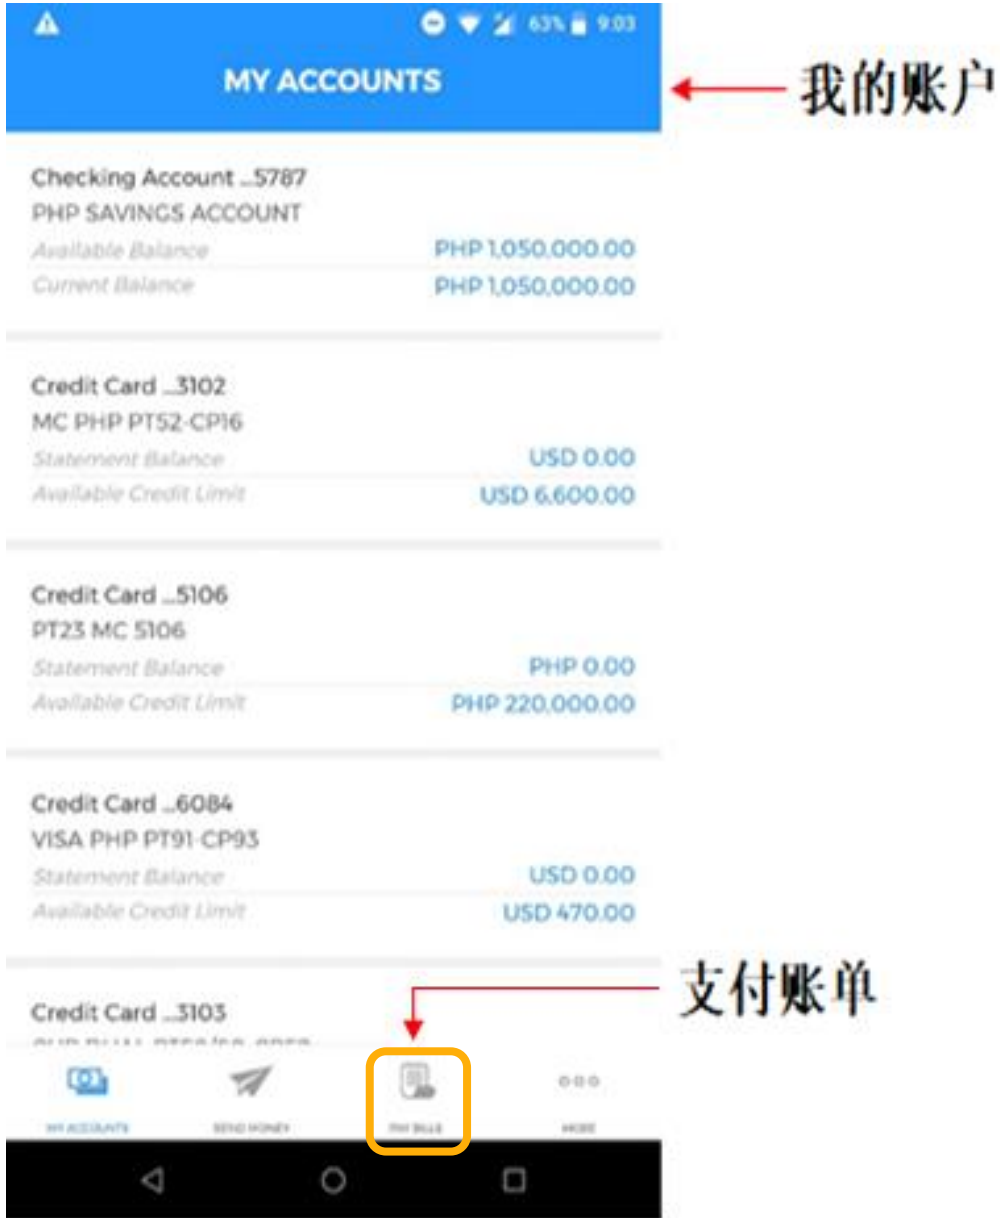 63% 9:03
MY ACCOUNTS
我的账户
Checking Account ...5787
PHP SAVINGS ACCOUNT
Available Balance PHP 1,050,000.00
Current Balance PHP 1,050,000.00
Credit Card ...3102
MC PHP PT52-CP16
Statement Balance USD 0.00
Available Credit Limit USD 6,600.00
Credit Card ...5106
PT23 MC 5106
Statement Balance PHP 0.00
Available Credit Limit PHP 220,000.00
Credit Card ...6084
VISA PHP PT91-CP93
Statement Balance USD 0.00
Available Credit Limit USD 470.00
支付账单
Credit Card ...3103
MY ACCOUNTS SEND MONEY PAY BILLS MORE